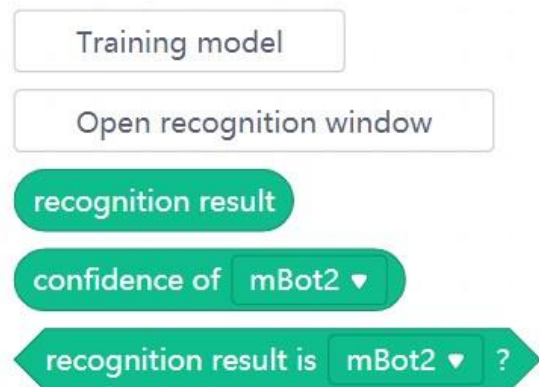 Training model
Open recognition window
recognition result
confidence of mBot2
recognition result is mBot2 ?